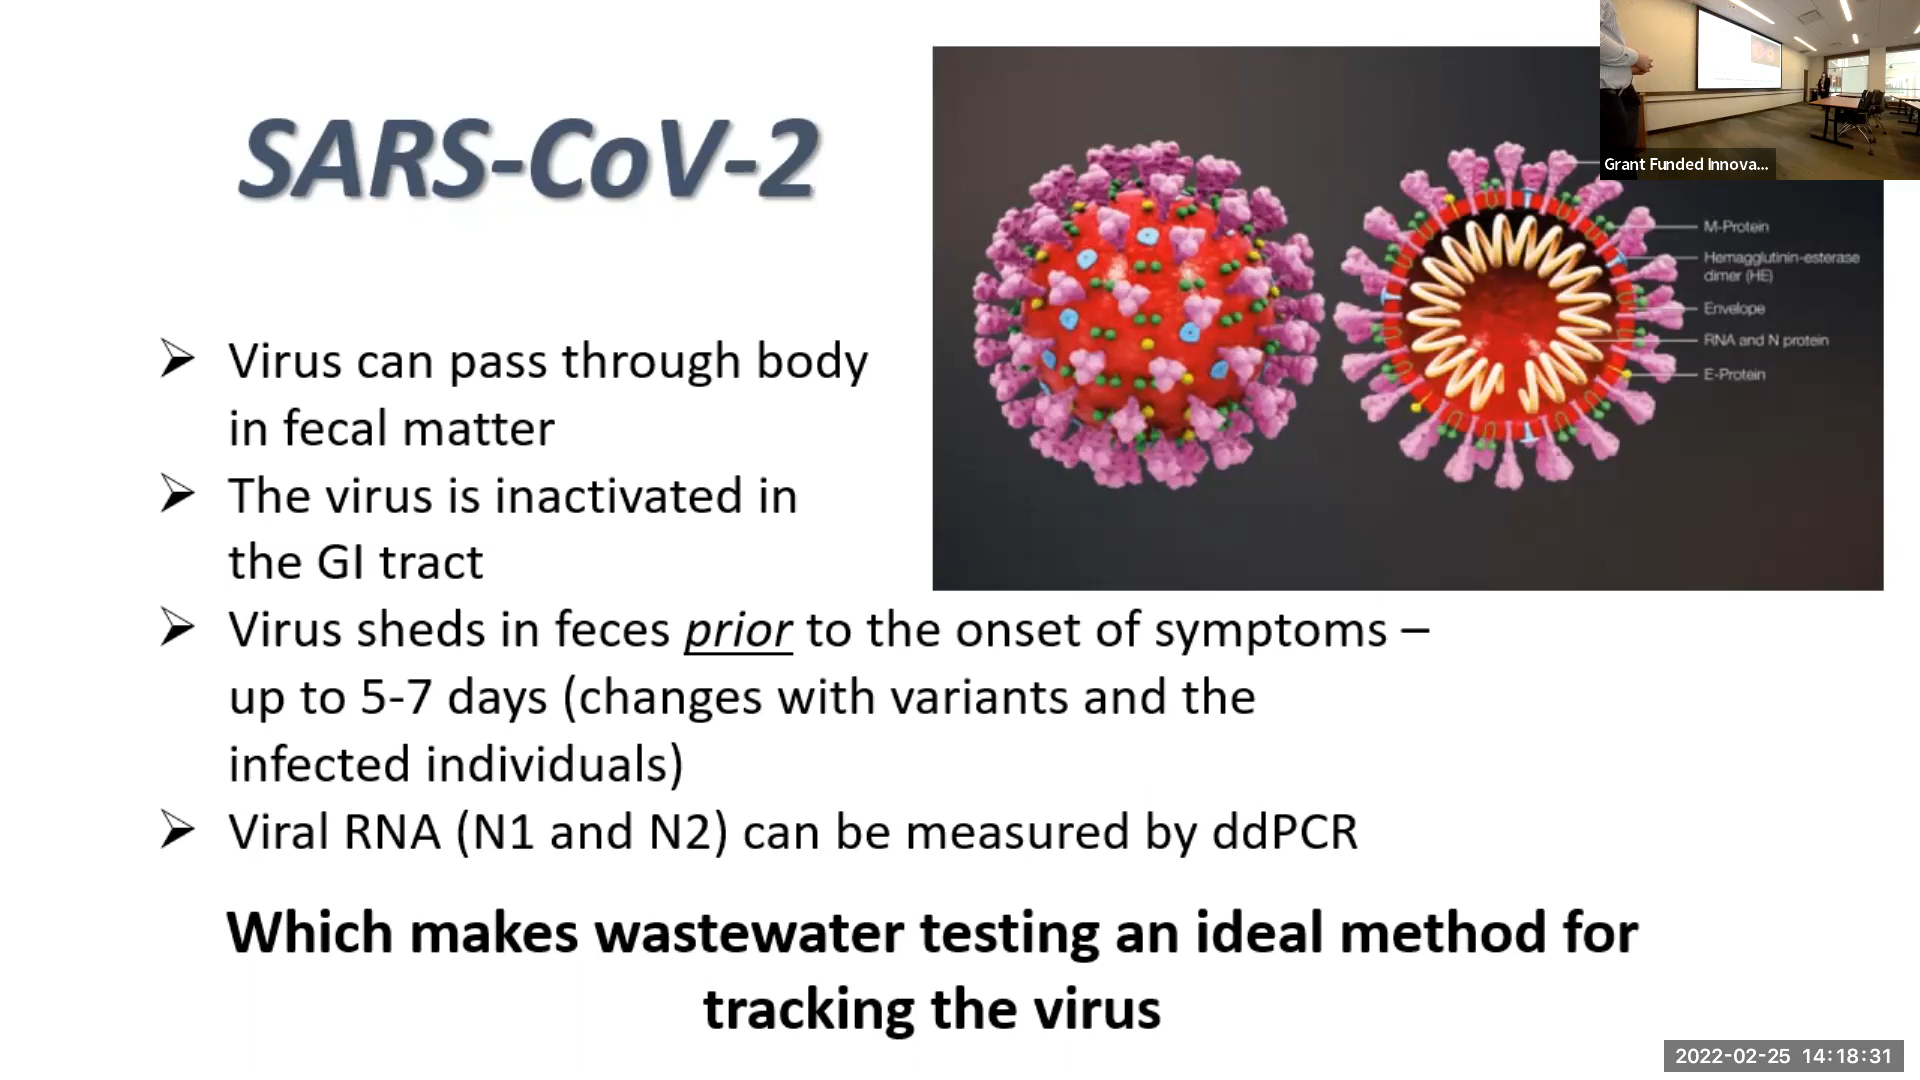 SARS-CoV-2
Grant Funded Innova...
M-Protein
Hemagglutinin-esterase
dimer (HE)
Envelope
RNA and N protein
E-Protein
➢ Virus can pass through body
in fecal matter
➢ The virus is inactivated in
the GI tract
➢ Virus sheds in feces prior to the onset of symptoms –
up to 5-7 days (changes with variants and the
infected individuals)
➢ Viral RNA (N1 and N2) can be measured by ddPCR
Which makes wastewater testing an ideal method for
tracking the virus
2022-02-25 14:18:31